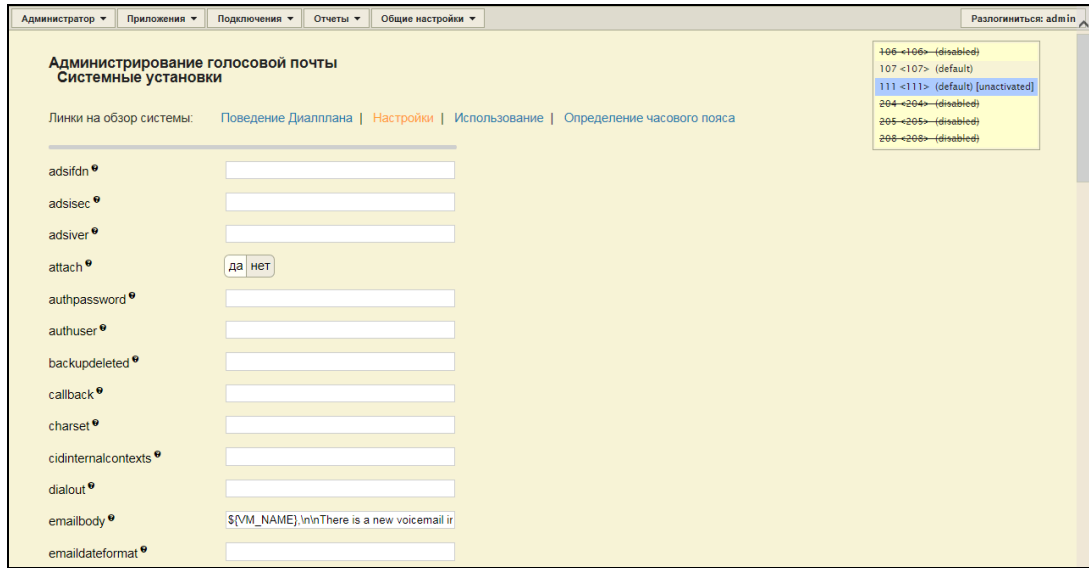 Администратор Приложения Подключения Отчеты Общие настройки Разлогиниться: admin
Администрирование голосовой почты
Системные установки
106 <106> (disabled)
107 <107> (default)
111 <111> (default) [unactivated]
204 <204> (disabled)
205 <205> (disabled)
208 <208> (disabled)
Линки на обзор системы: Поведение Диалплана | Настройки | Использование | Определение часового пояса
adsifdn
adsisec
adsiver
attach да нет
authpassword
authuser
backupdeleted
callback
charset
cidinternalcontexts
dialout
emailbody ${VM_NAME},\n\nThere is a new voicemail in
emaildateformat